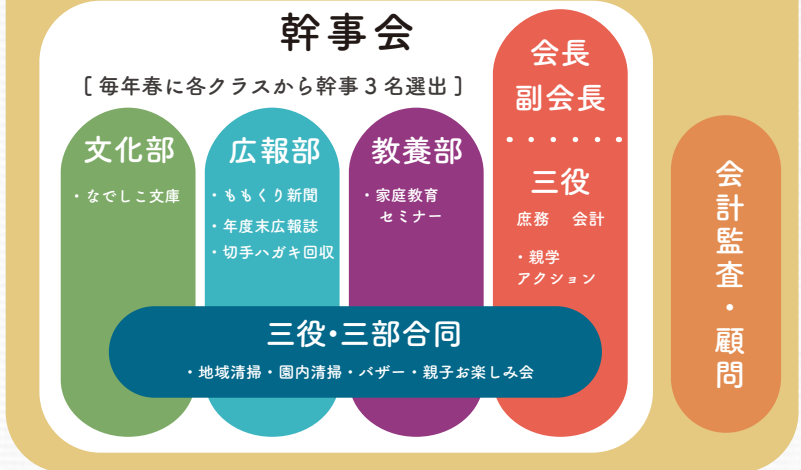 幹事会
[ 毎年春に各クラスから幹事3名選出 ]
文化部
・なでしこ文庫
広報部
・ももくり新聞
・年度末広報誌
・切手ハガキ回収
教養部
・家庭教育
セミナー
会長
副会長
・・・・・・
三役
庶務 会計
・親学
アクション
三役・三部合同
・地域清掃・園内清掃・バザー・親子お楽しみ会
会計監査・顧問